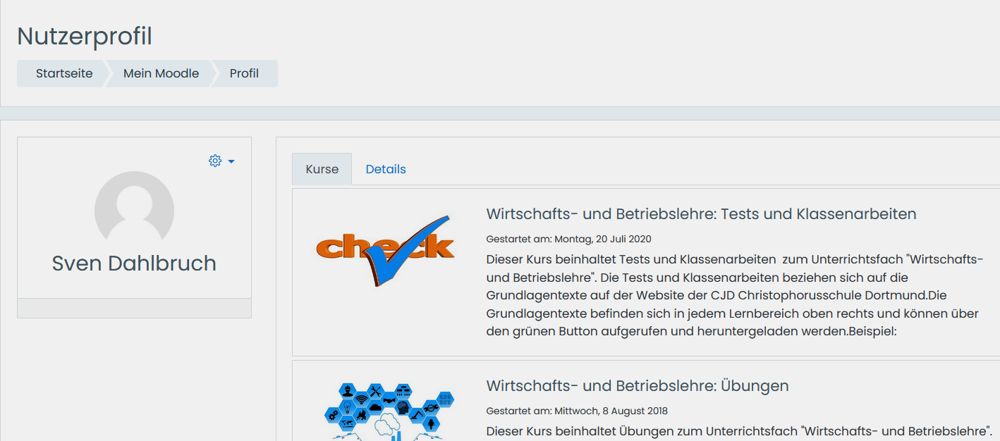 Nutzerprofil
Startseite
Mein Moodle
Profil
Sven Dahlbruch
Kurse
Details
check
Wirtschafts- und Betriebslehre: Tests und Klassenarbeiten
Gestartet am: Montag, 20 Juli 2020
Dieser Kurs beinhaltet Tests und Klassenarbeiten  zum Unterrichtsfach "Wirtschafts-
und Betriebslehre". Die Tests und Klassenarbeiten beziehen sich auf die
Grundlagentexte auf der Website der CJD Christophorusschule Dortmund.Die
Grundlagentexte befinden sich in jedem Lernbereich oben rechts und können über
den grünen Button aufgerufen und heruntergeladen werden.Beispiel:
Wirtschafts- und Betriebslehre: Übungen
Gestartet am: Mittwoch, 8 August 2018
Dieser Kurs beinhaltet Übungen zum Unterrichtsfach "Wirtschafts- und Betriebslehre".